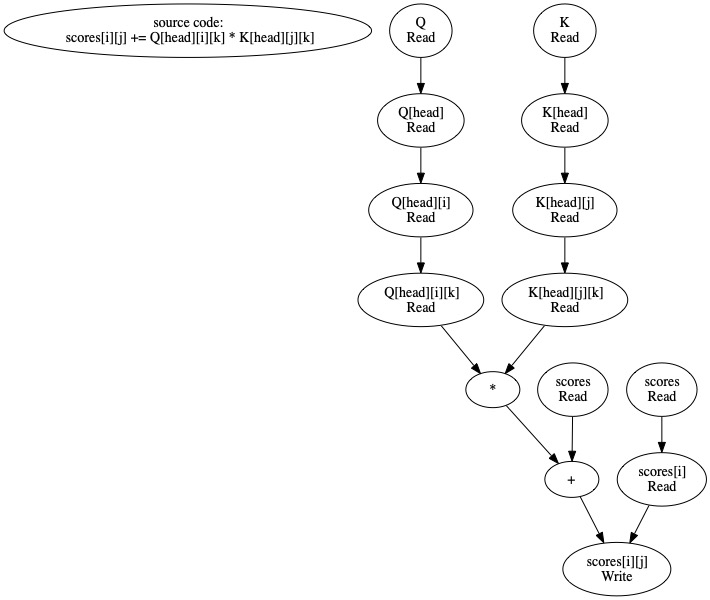 source code:
scores[i][j] += Q[head][i][k] * K[head][j][k]
Q
Read
K
Read
Q[head]
Read
K[head]
Read
Q[head][i]
Read
K[head][j]
Read
Q[head][i][k]
Read
K[head][j][k]
Read
*
scores
Read
scores
Read
+
scores[i]
Read
scores[i][j]
Write